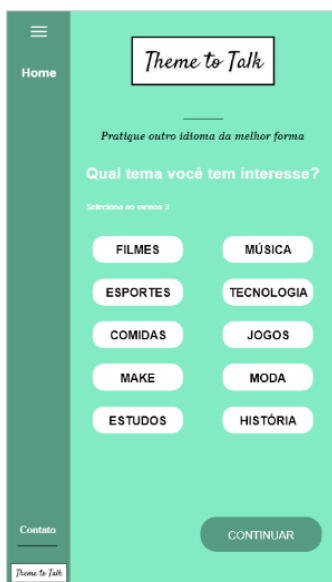 Home
Theme to Talk
Pratique outro idioma da melhor forma
Qual tema você tem interesse?
Seleciona ao menos 3
FILMES
MÚSICA
ESPORTES
TECNOLOGIA
COMIDAS
JOGOS
MAKE
MODA
ESTUDOS
HISTÓRIA
CONTINUAR
Contato
Theme to Talk